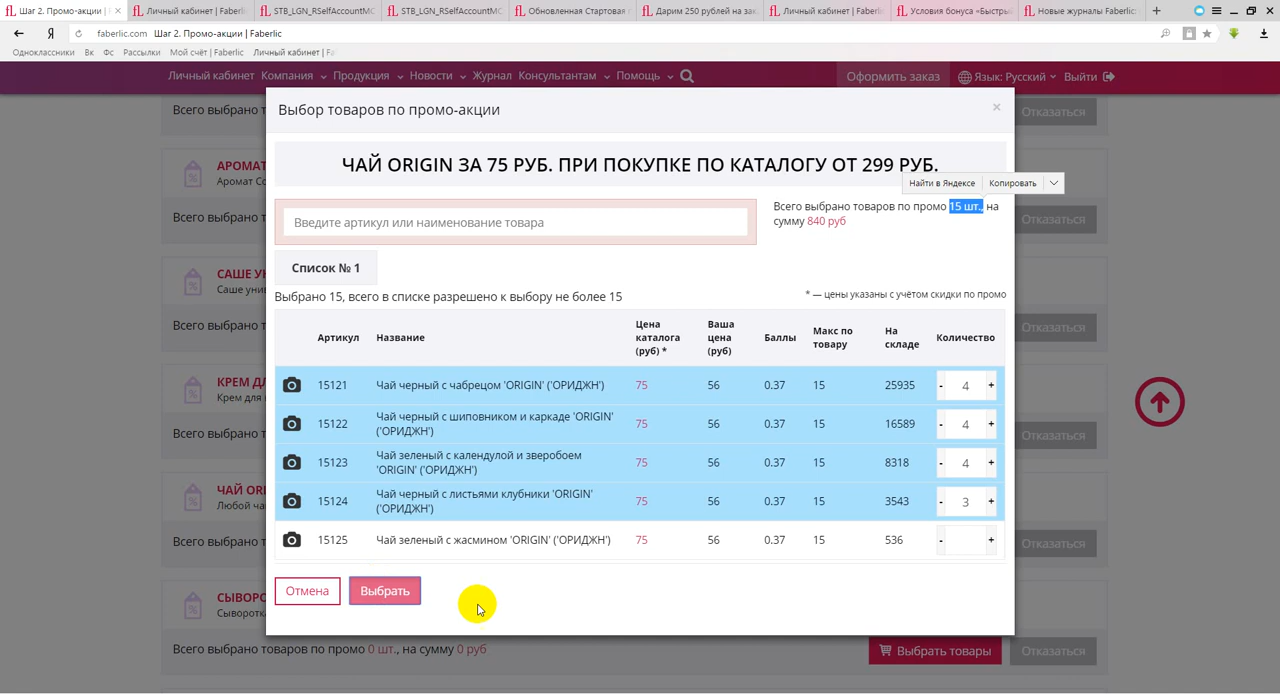 Шаг 2. Промо-акции |
Личный кабинет | Faberlic
STB_LGN_RSelfAccountMC
STB_LGN_RSelfAccountMC
Обновленная Стартовая
Дарим 250 рублей на зак
Личный кабинет | Faberlic
Условия бонуса «Быстры
Новые журналы Faberlic
faberlic.com Шаг 2. Промо-акции | Faberlic
Одноклассники Вк Фс Рассылки Мой счёт | Faberlic Личный кабинет | Fa
Личный кабинет Компания Продукция Новости Журнал Консультантам Помощь Оформить заказ Язык: Русский Выйти
Всего выбрано т
Отказаться
АРОМАТ
Аромат Со
Всего выбрано т
Отказаться
САШЕ УН
Саше уни
Всего выбрано т
Отказаться
КРЕМ ДЛ
Крем для
Всего выбрано т
Отказаться
ЧАЙ ORI
Любой ча
Всего выбрано т
Отказаться
СЫВОРО
Сыворотк
Всего выбрано товаров по промо 0 шт., на сумму 0 руб
Выбрать товары
Отказаться
Выбор товаров по промо-акции
×
ЧАЙ ORIGIN ЗА 75 РУБ. ПРИ ПОКУПКЕ ПО КАТАЛОГУ ОТ 299 РУБ.
Найти в Яндексе Копировать
Введите артикул или наименование товара
Всего выбрано товаров по промо 15 шт., на
сумму 840 руб
Список № 1
Выбрано 15, всего в списке разрешено к выбору не более 15
* — цены указаны с учётом скидки по промо
Артикул Название Цена каталога (руб) * Ваша цена (руб) Баллы Макс по товару На складе Количество
15121 Чай черный с чабрецом 'ORIGIN' ('ОРИДЖН') 75 56 0.37 15 25935 - 4 +
15122 Чай черный с шиповником и каркаде 'ORIGIN' ('ОРИДЖН') 75 56 0.37 15 16589 - 4 +
15123 Чай зеленый с календулой и зверобоем 'ORIGIN' ('ОРИДЖН') 75 56 0.37 15 8318 - 4 +
15124 Чай черный с листьями клубники 'ORIGIN' ('ОРИДЖН') 75 56 0.37 15 3543 - 3 +
15125 Чай зеленый с жасмином 'ORIGIN' ('ОРИДЖН') 75 56 0.37 15 536 - +
Отмена Выбрать